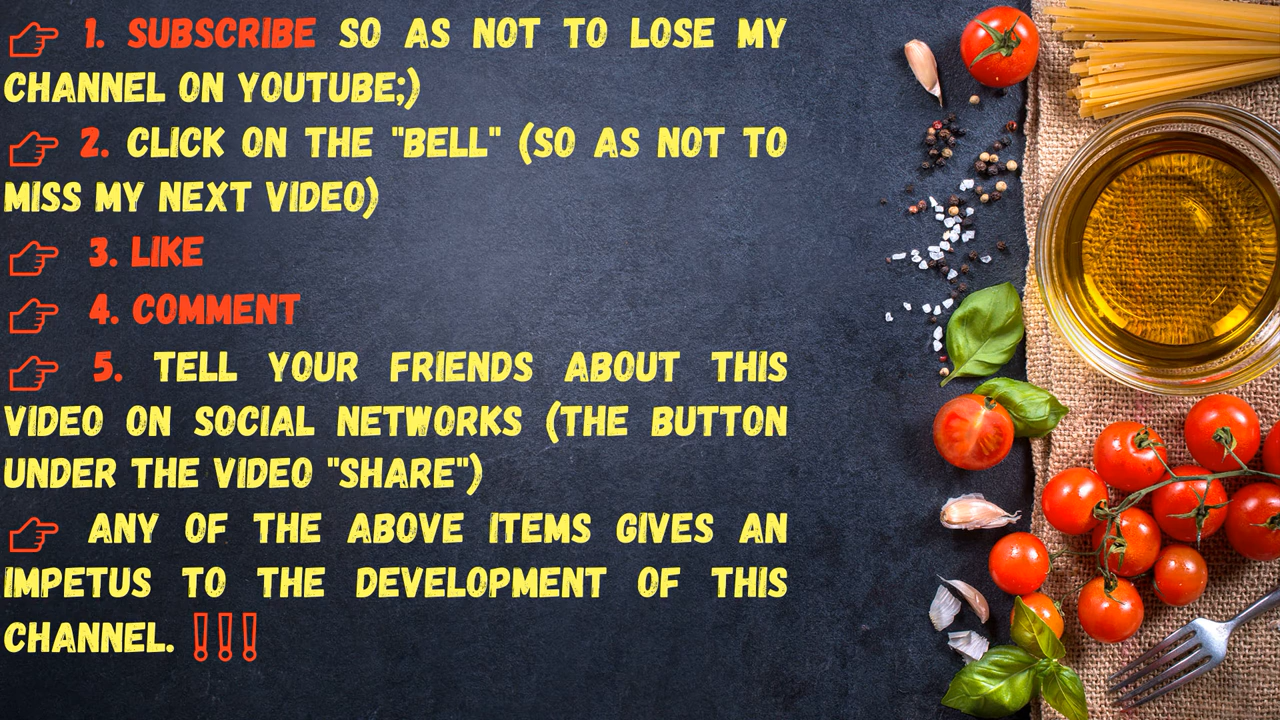 👉 1. SUBSCRIBE SO AS NOT TO LOSE MY
CHANNEL ON YOUTUBE;)
👉 2. CLICK ON THE "BELL" (SO AS NOT TO
MISS MY NEXT VIDEO)
👉 3. LIKE
👉 4. COMMENT
👉 5. TELL YOUR FRIENDS ABOUT THIS
VIDEO ON SOCIAL NETWORKS (THE BUTTON
UNDER THE VIDEO "SHARE")
👉 ANY OF THE ABOVE ITEMS GIVES AN
IMPETUS TO THE DEVELOPMENT OF THIS
CHANNEL. ❗❗❗